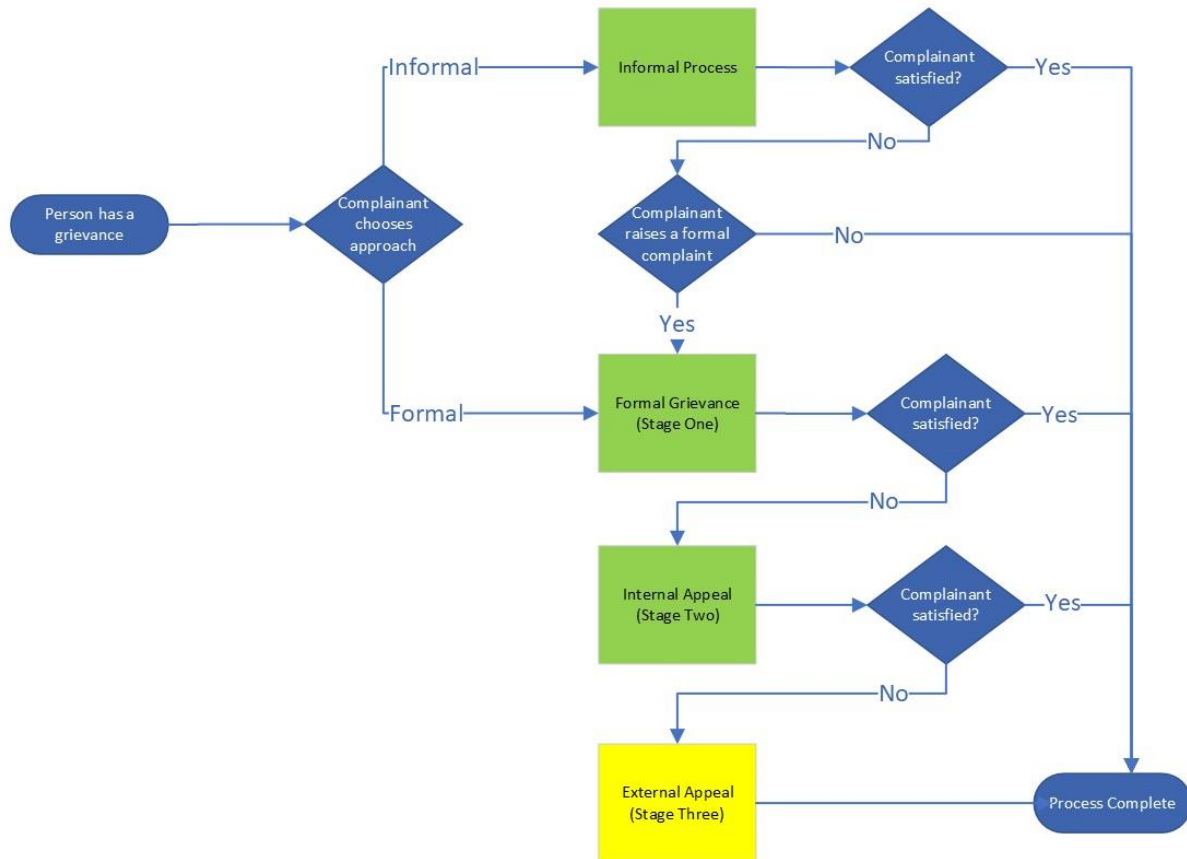 Informal
Informal Process
Complainant
satisfied?
Yes
No
Person has a
grievance
Complainant
chooses
approach
Complainant
raises a formal
complaint
No
Yes
Formal
Formal Grievance
(Stage One)
Complainant
satisfied?
Yes
No
Internal Appeal
(Stage Two)
Complainant
satisfied?
Yes
No
External Appeal
(Stage Three)
Process Complete